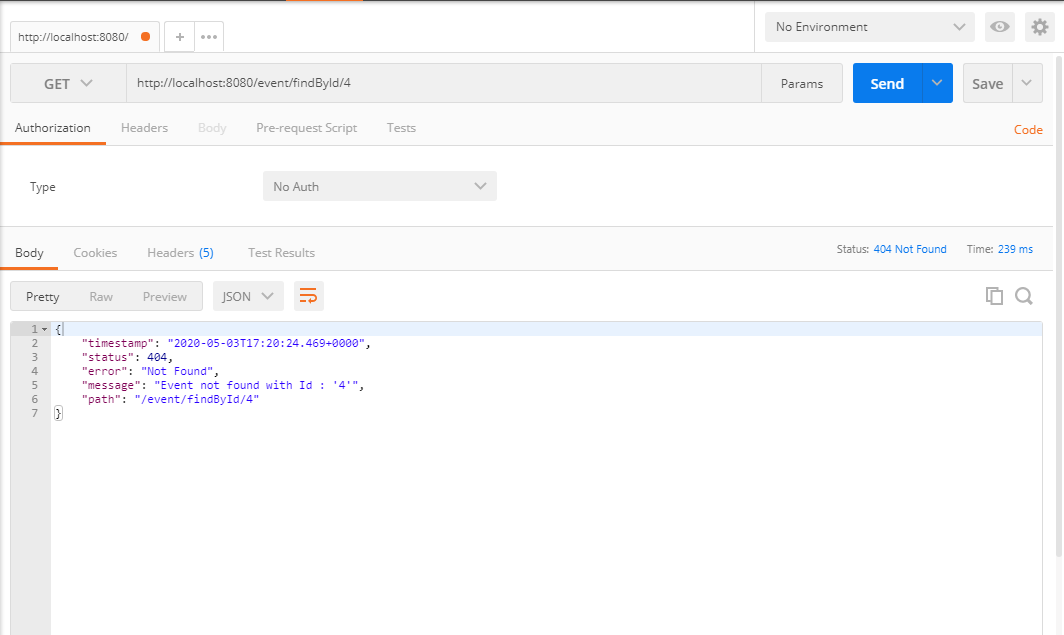 http://localhost:8080/
No Environment
GET http://localhost:8080/event/findById/4 Params Send Save
Authorization Headers Body Pre-request Script Tests Code
Type No Auth
Body Cookies Headers (5) Test Results Status: 404 Not Found Time: 239 ms
Pretty Raw Preview JSON
1 {
2 "timestamp": "2020-05-03T17:20:24.469+0000",
3 "status": 404,
4 "error": "Not Found",
5 "message": "Event not found with Id : '4'",
6 "path": "/event/findById/4"
7 }